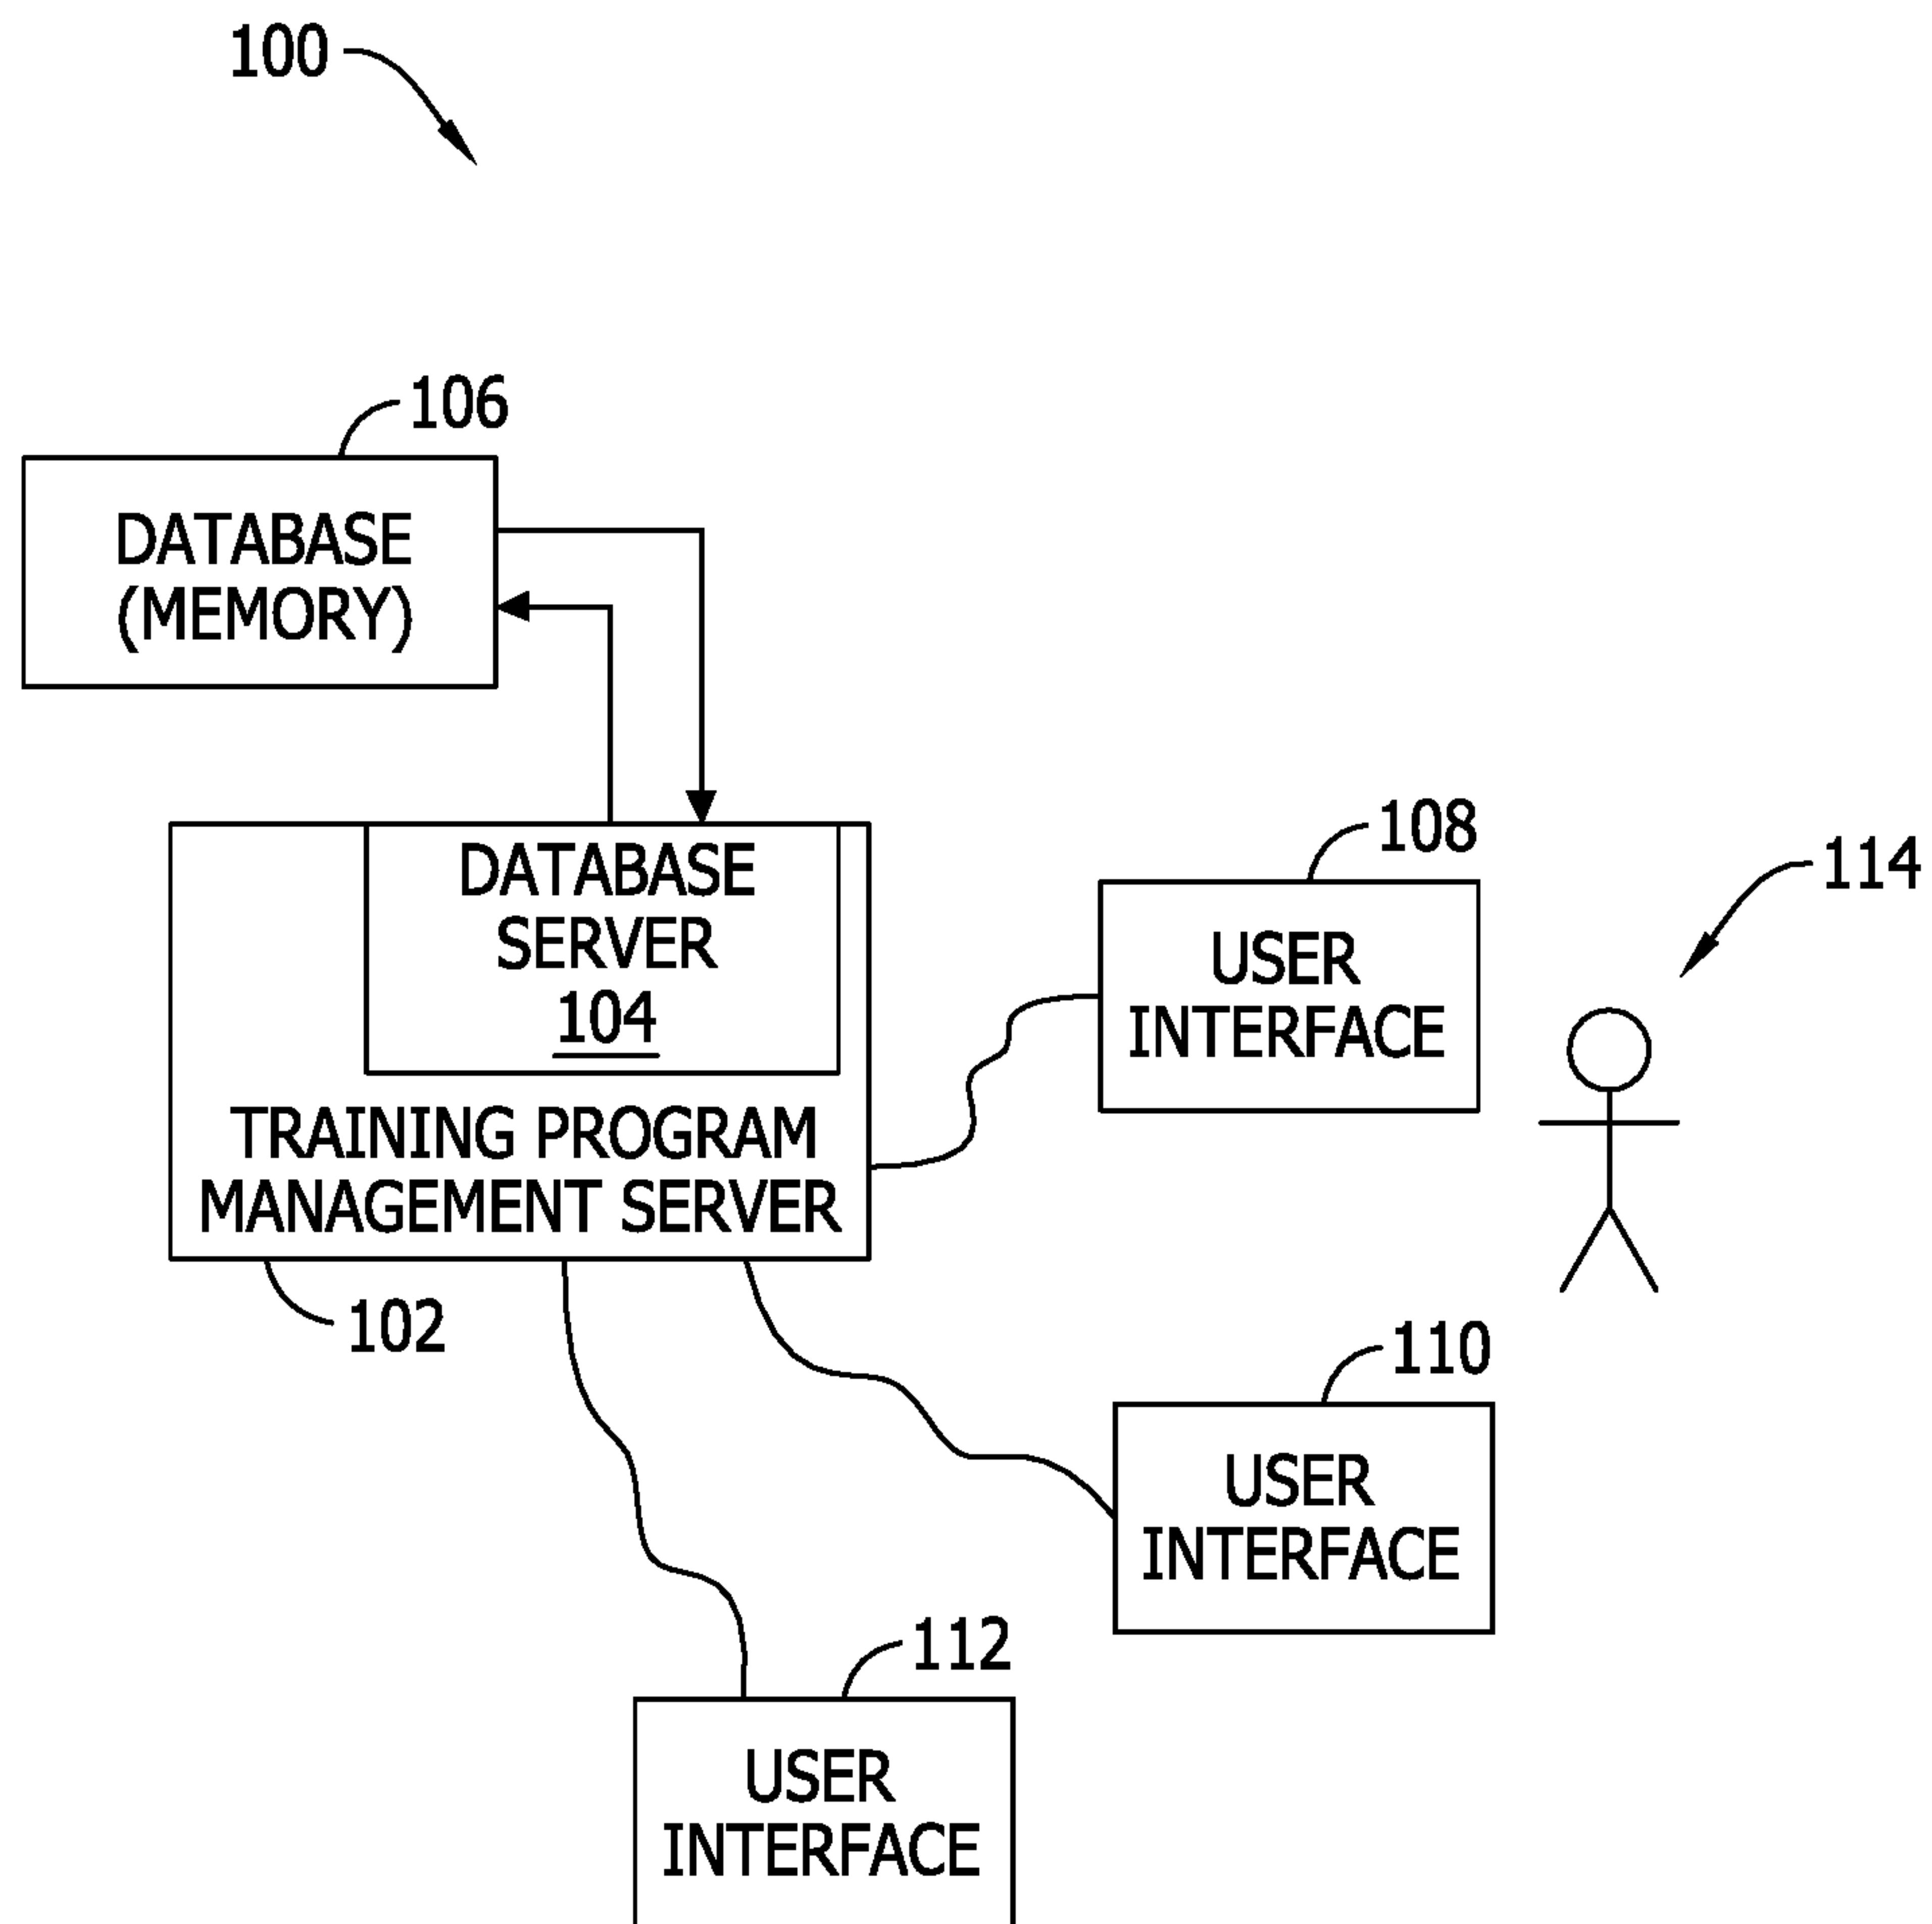 100
106
DATABASE
(MEMORY)
DATABASE
SERVER
104
TRAINING PROGRAM
MANAGEMENT SERVER
102
108
USER
INTERFACE
114
110
USER
INTERFACE
112
USER
INTERFACE